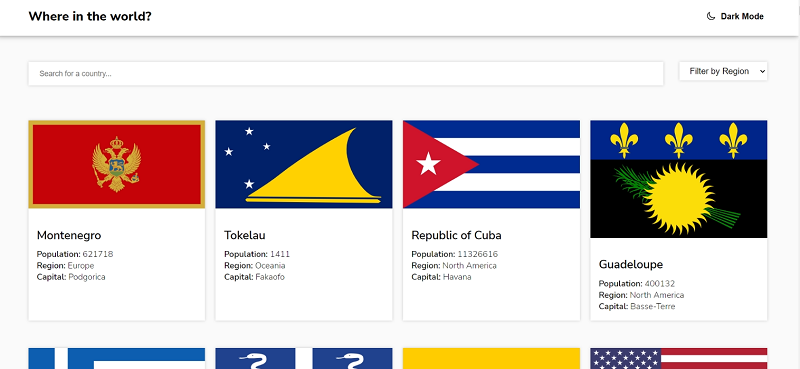 Where in the world?
Dark Mode
Search for a country...
Filter by Region
Montenegro
Population: 621718
Region: Europe
Capital: Podgorica
Tokelau
Population: 1411
Region: Oceania
Capital: Fakaofo
Republic of Cuba
Population: 11326616
Region: North America
Capital: Havana
Guadeloupe
Population: 400132
Region: North America
Capital: Basse-Terre